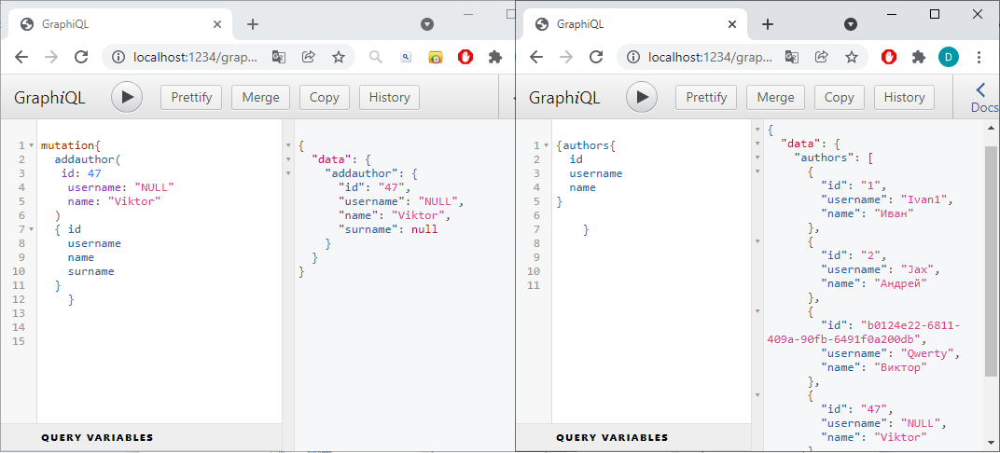 GraphiQL
localhost:1234/grap...
GraphiQL
Prettify
Merge
Copy
History
1 mutation{
2 addauthor(
3 id: 47
4 username: "NULL"
5 name: "Viktor"
6 )
7 { id
8 username
9 name
10 surname
11 }
12 }
13
14
15
{
"data": {
"addauthor": {
"id": "47",
"username": "NULL",
"name": "Viktor",
"surname": null
}
}
}
QUERY VARIABLES
GraphiQL
localhost:1234/grap...
D
GraphiQL
Prettify
Merge
Copy
History
Docs
1 {authors{
2 id
3 username
4 name
5 }
6
7 }
8
9
10
11
{
"data": {
"authors": [
{
"id": "1",
"username": "Ivan1",
"name": "Иван"
},
{
"id": "2",
"username": "Jax",
"name": "Андрей"
},
{
"id": "b0124e22-6811-
409a-90fb-6491f0a200db",
"username": "Qwerty",
"name": "Виктор"
},
{
"id": "47",
"username": "NULL",
"name": "Viktor"
}
QUERY VARIABLES